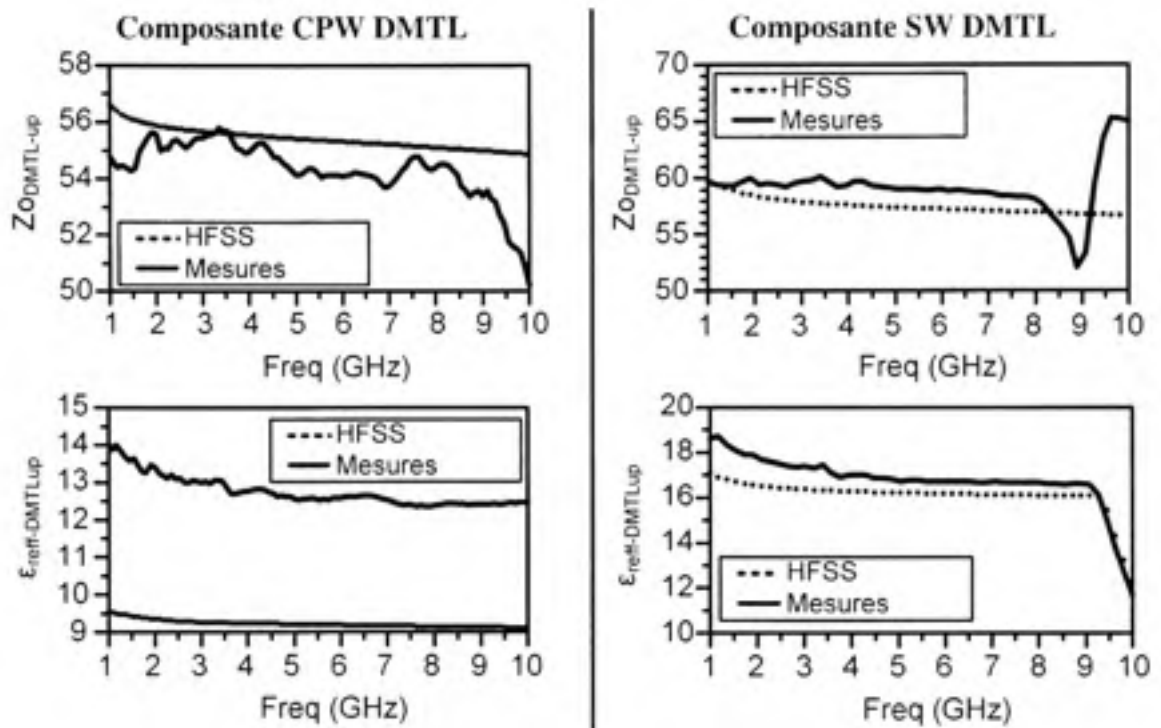 Composante CPW DMTL
58
56
54
52
50
ZoDMTL-up
HFSS
Mesures
1 2 3 4 5 6 7 8 9 10
Freq (GHz)
15
14
13
12
11
10
9
εreff-DMTLup
HFSS
Mesures
1 2 3 4 5 6 7 8 9 10
Freq (GHz)
Composante SW DMTL
70
65
60
55
50
ZoDMTL-up
HFSS
Mesures
1 2 3 4 5 6 7 8 9 10
Freq (GHz)
20
18
16
14
12
10
εreff-DMTLup
HFSS
Mesures
1 2 3 4 5 6 7 8 9 10
Freq (GHz)